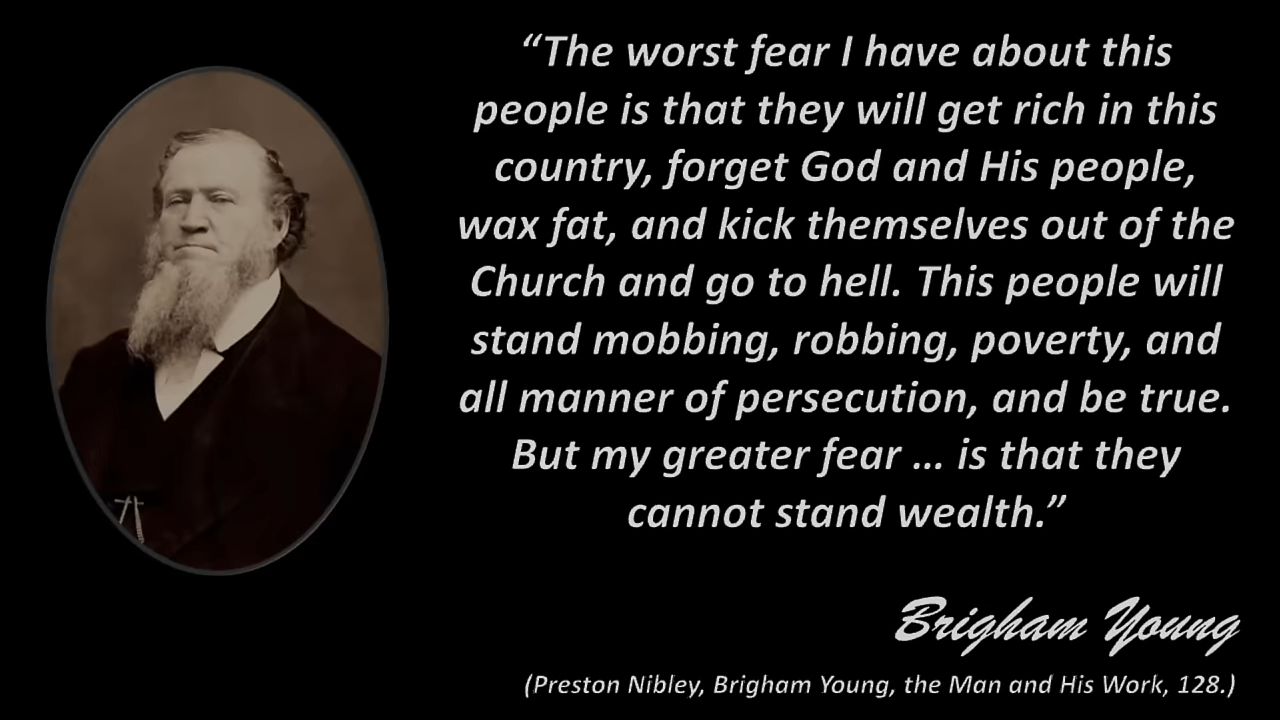 “The worst fear I have about this
people is that they will get rich in this
country, forget God and His people,
wax fat, and kick themselves out of the
Church and go to hell. This people will
stand mobbing, robbing, poverty, and
all manner of persecution, and be true.
But my greater fear ... is that they
cannot stand wealth.”
Brigham Young
(Preston Nibley, Brigham Young, the Man and His Work, 128.)